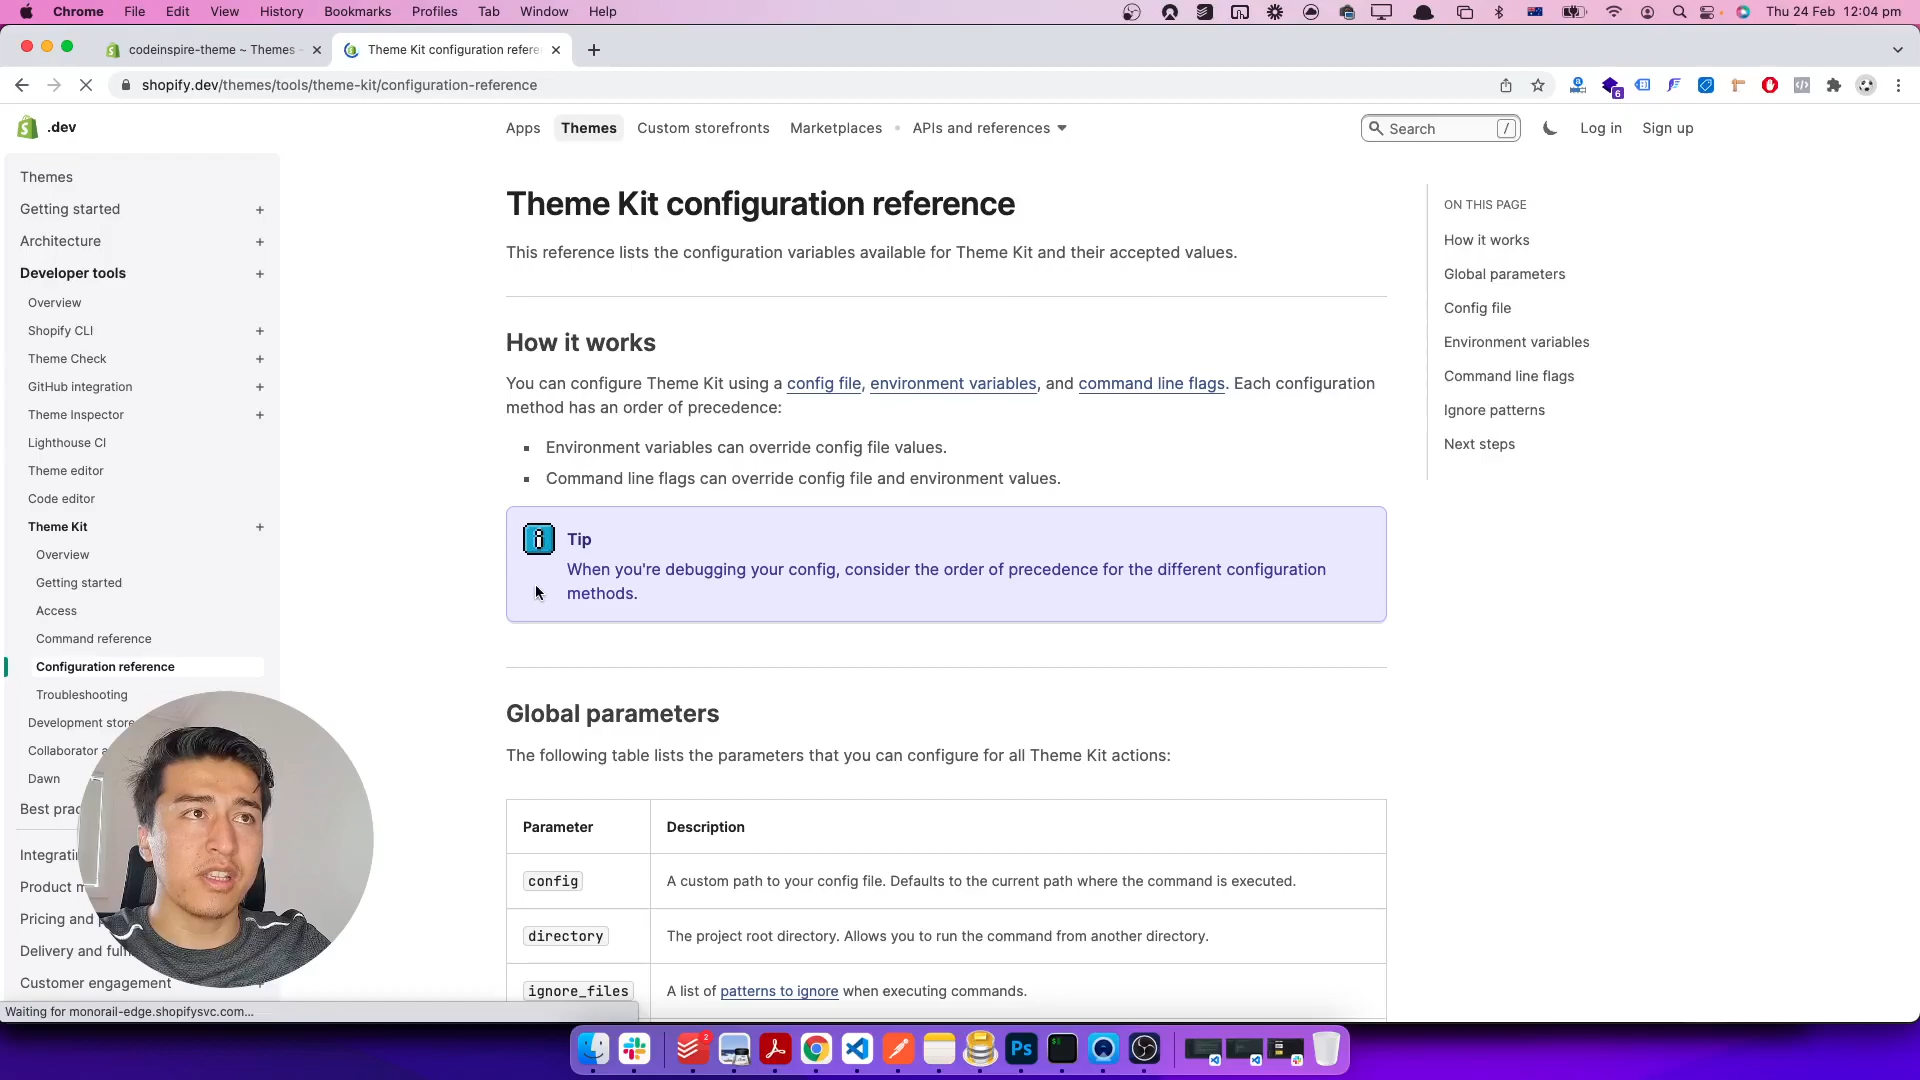 Chrome File Edit View History Bookmarks Profiles Tab Window Help Thu 24 Feb 12:04 pm
codeinspire-theme ~ Themes Theme Kit configuration refere
shopify.dev/themes/tools/theme-kit/configuration-reference 6
.dev Apps Themes Custom storefronts Marketplaces APIs and references Search / Log in Sign up
Themes
Getting started +
Architecture +
Developer tools +
Overview
Shopify CLI +
Theme Check +
GitHub integration +
Theme Inspector +
Lighthouse CI
Theme editor
Code editor
Theme Kit +
Overview
Getting started
Access
Command reference
Configuration reference
Troubleshooting
Development store
Collaborator a
Dawn
Best prac
Integrati
Product m
Pricing and
Delivery and fulf
Customer engagement
Theme Kit configuration reference
This reference lists the configuration variables available for Theme Kit and their accepted values.
How it works
You can configure Theme Kit using a config file, environment variables, and command line flags. Each configuration
method has an order of precedence:
Environment variables can override config file values.
Command line flags can override config file and environment values.
Tip
When you're debugging your config, consider the order of precedence for the different configuration
methods.
Global parameters
The following table lists the parameters that you can configure for all Theme Kit actions:
Parameter Description
config A custom path to your config file. Defaults to the current path where the command is executed.
directory The project root directory. Allows you to run the command from another directory.
ignore_files A list of patterns to ignore when executing commands.
ON THIS PAGE
How it works
Global parameters
Config file
Environment variables
Command line flags
Ignore patterns
Next steps
Waiting for monorail-edge.shopifysvc.com...
2 Ps